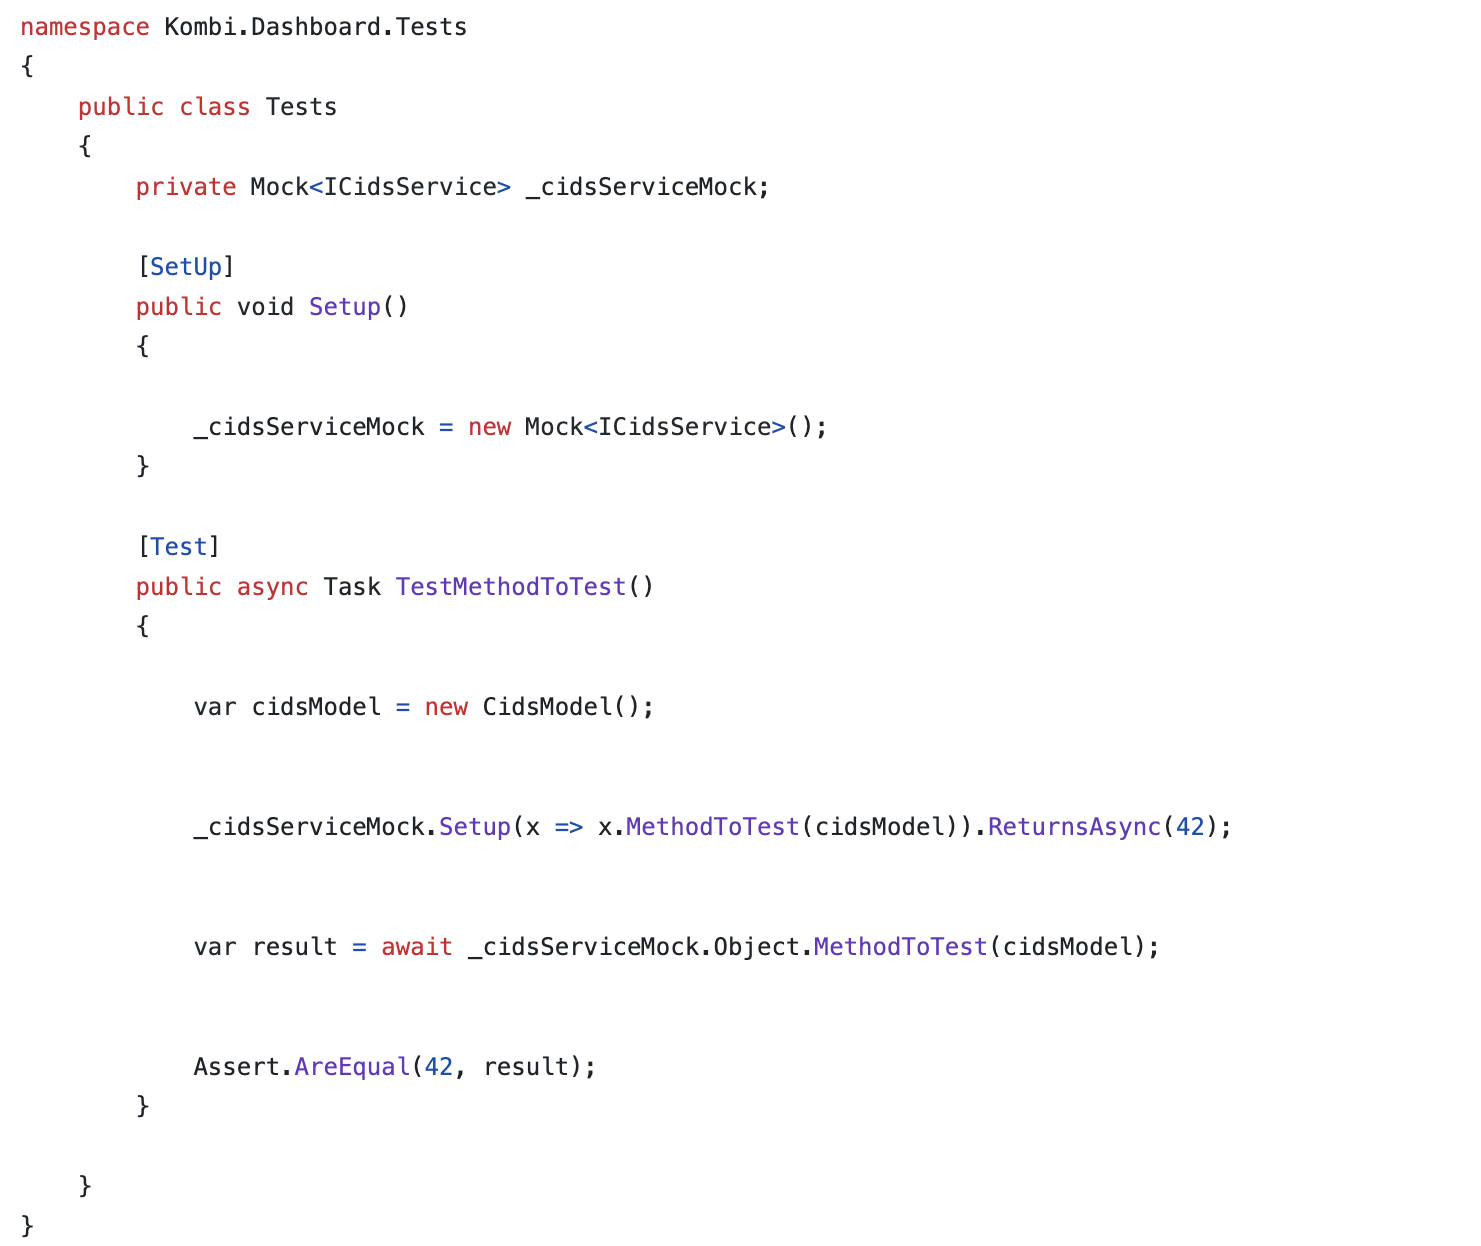 namespace Kombi.Dashboard.Tests
{
    public class Tests
    {
        private Mock<ICidsService> _cidsServiceMock;
        [SetUp]
        public void Setup()
        {
            _cidsServiceMock = new Mock<ICidsService>();
        }
        [Test]
        public async Task TestMethodToTest()
        {
            var cidsModel = new CidsModel();
            _cidsServiceMock.Setup(x => x.MethodToTest(cidsModel)).ReturnsAsync(42);
            var result = await _cidsServiceMock.Object.MethodToTest(cidsModel);
            Assert.AreEqual(42, result);
        }
    }
}